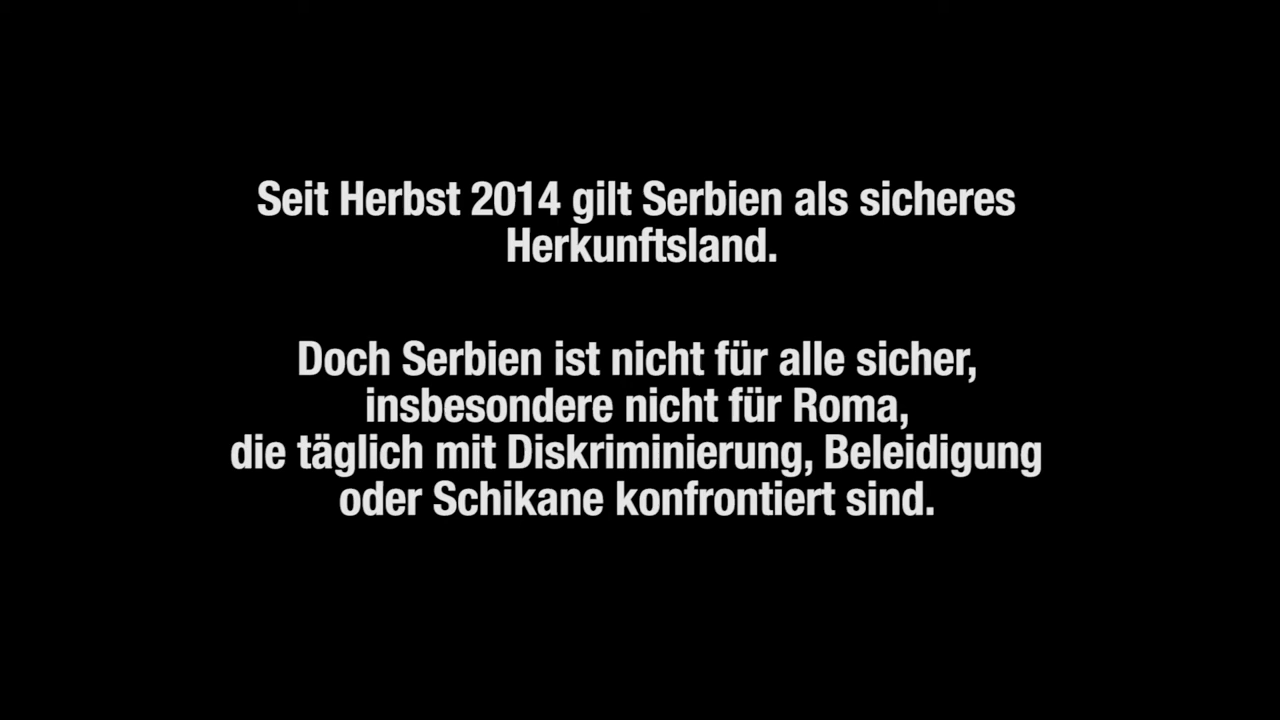 Seit Herbst 2014 gilt Serbien als sicheres
Herkunftsland.
Doch Serbien ist nicht für alle sicher,
insbesondere nicht für Roma,
die täglich mit Diskriminierung, Beleidigung
oder Schikane konfrontiert sind.